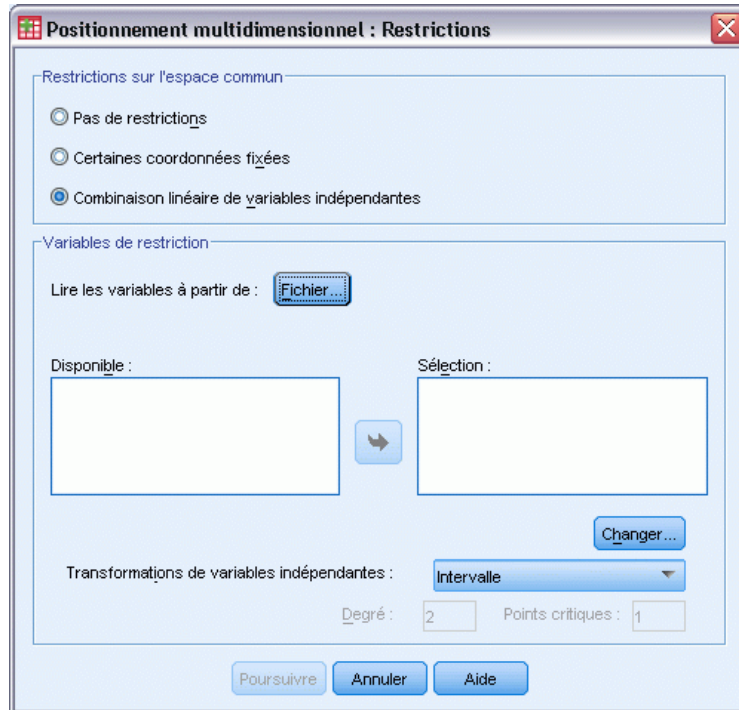 Positionnement multidimensionnel : Restrictions
Restrictions sur l'espace commun
Pas de restrictions
Certaines coordonnées fixées
Combinaison linéaire de variables indépendantes
Variables de restriction
Lire les variables à partir de : Fichier...
Disponible : Sélection :
Changer...
Transformations de variables indépendantes : Intervalle
Degré : 2 Points critiques : 1
Poursuivre Annuler Aide